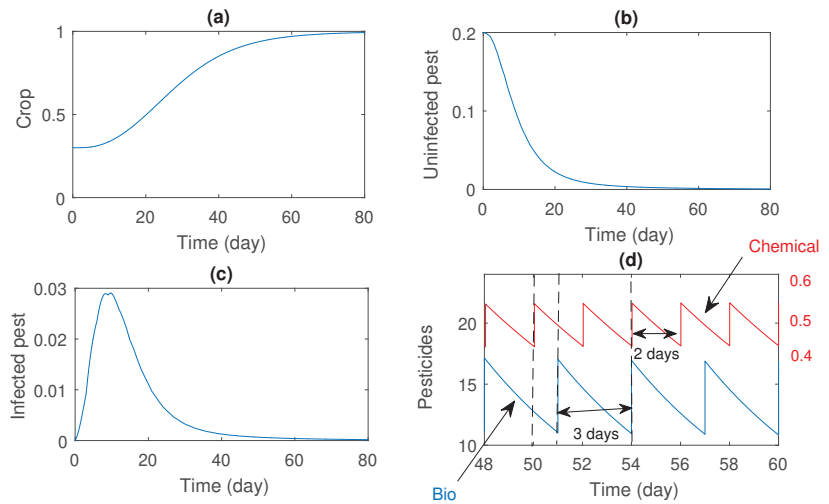 (a)
1
0.5
0
Crop
0
20
40
60
80
Time (day)
(b)
0.2
0.1
0
Uninfected pest
0
20
40
60
80
Time (day)
(c)
0.03
0.02
0.01
0
Infected pest
0
20
40
60
80
Time (day)
(d)
Chemical
20
15
10
Pesticides
0.6
0.5
0.4
2 days
3 days
48
50
52
54
56
58
60
Time (day)
Bio